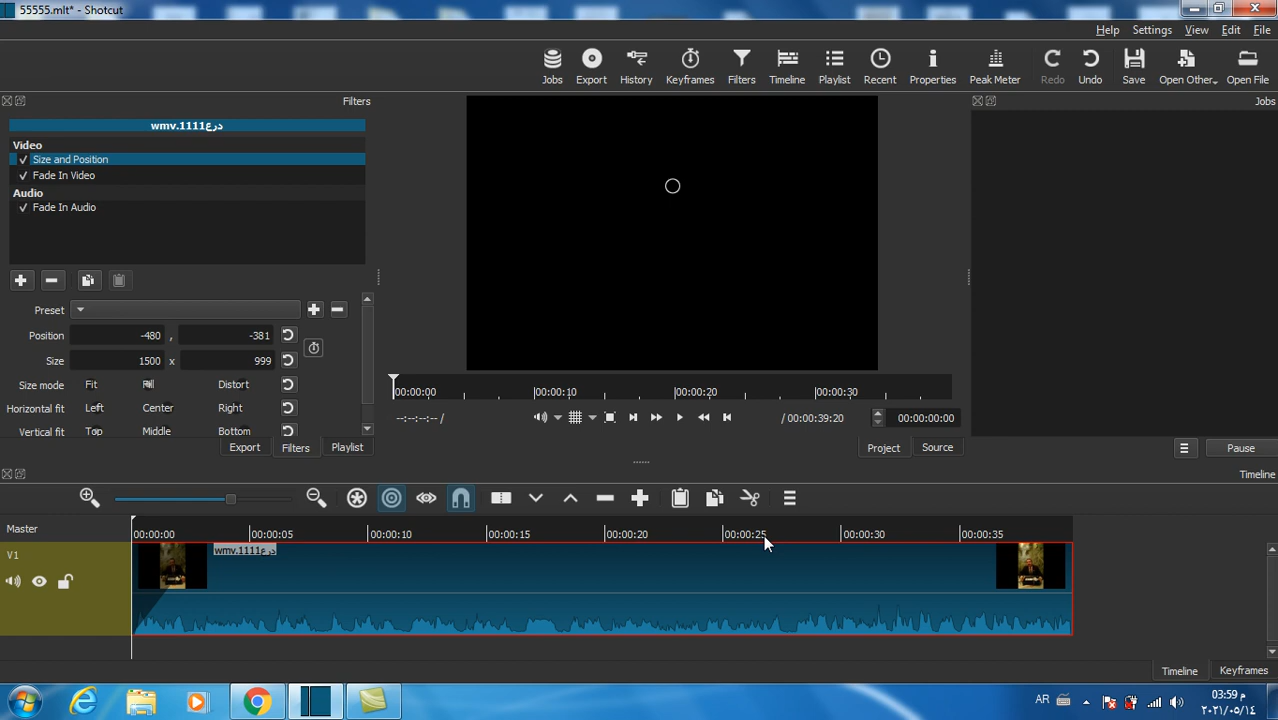 55555.mlt* - Shotcut
Help Settings View Edit File
Jobs Export History Keyframes Filters Timeline Playlist Recent Properties Peak Meter Redo Undo Save Open Other.. Open File
Filters
Jobs
درع1111.wmv
Video
Size and Position
Fade In Video
Audio
Fade In Audio
Preset
Position -480 , -381
Size 1500 x 999
Size mode Fit Fill Distort
Horizontal fit Left Center Right
Vertical fit Top Middle Bottom
00:00:00 00:00:10 00:00:20 00:00:30
--:--:--:-- / / 00:00:39:20 00:00:00:00
Export Filters Playlist
Project Source
Pause
Timeline
Master
00:00:00 00:00:05 00:00:10 00:00:15 00:00:20 00:00:25 00:00:30 00:00:35
V1
درع1111.wmv
Timeline Keyframes
AR
03:59 م
٢٠٢١/٠٥/١٤